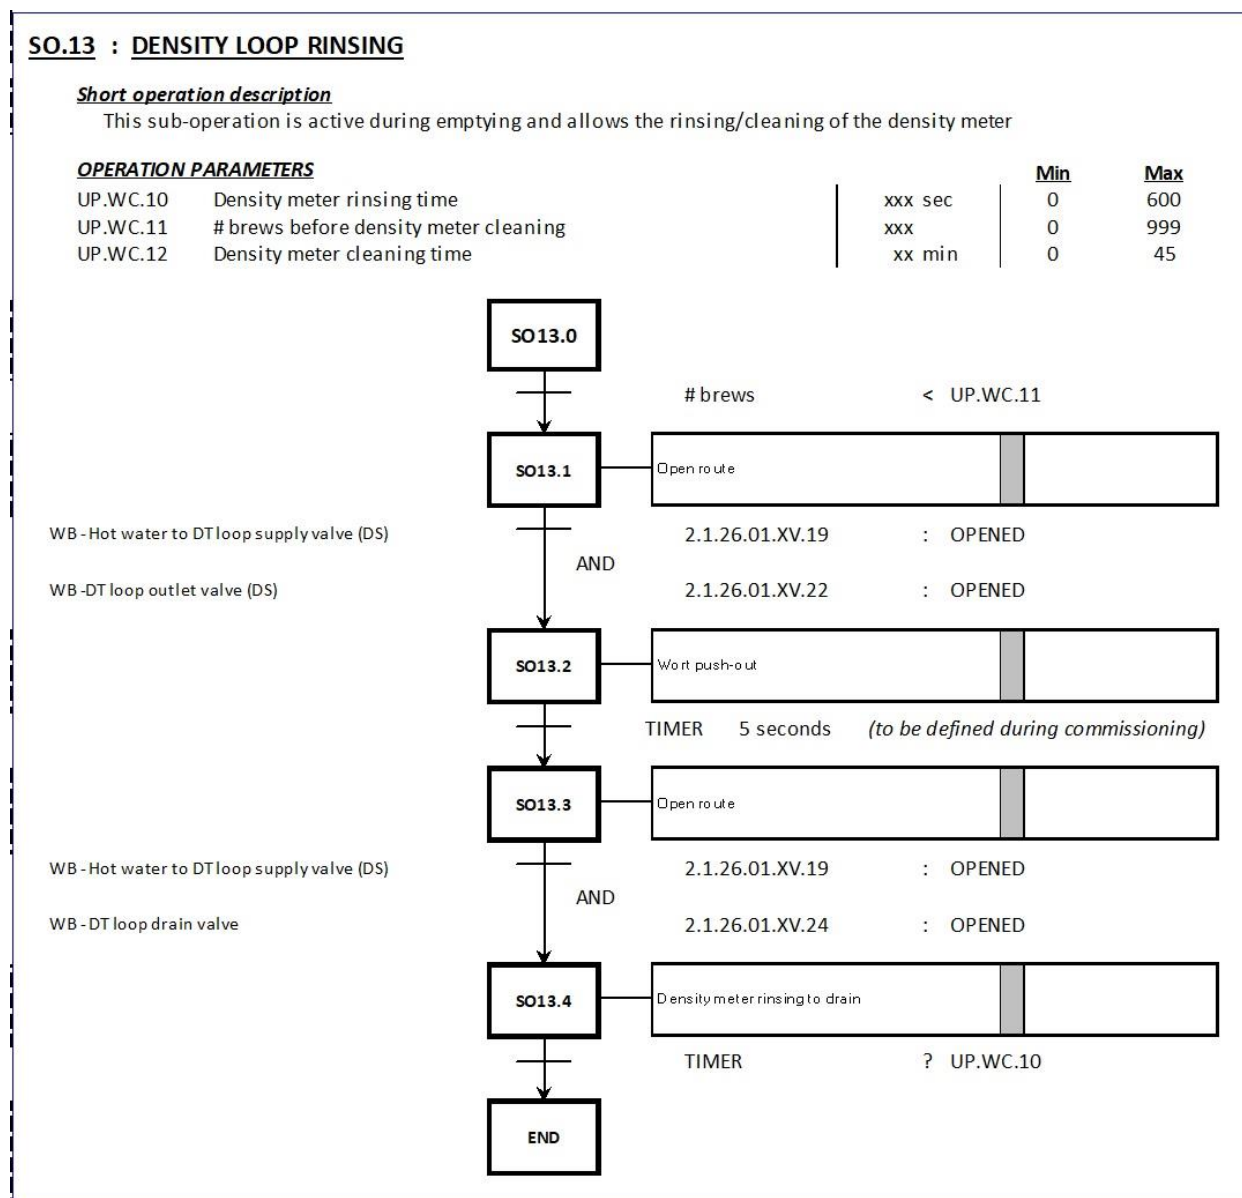 SO.13 : DENSITY LOOP RINSING
Short operation description
This sub-operation is active during emptying and allows the rinsing/cleaning of the density meter
OPERATION PARAMETERS Min Max
UP.WC.10 Density meter rinsing time xxx sec 0 600
UP.WC.11 # brews before density meter cleaning xxx 0 999
UP.WC.12 Density meter cleaning time xx min 0 45
SO13.0
# brews < UP.WC.11
SO13.1 Open route
WB - Hot water to DT loop supply valve (DS) 2.1.26.01.XV.19 : OPENED
AND
WB -DT loop outlet valve (DS) 2.1.26.01.XV.22 : OPENED
SO13.2 Wort push-out
TIMER 5 seconds (to be defined during commissioning)
SO13.3 Open route
WB - Hot water to DT loop supply valve (DS) 2.1.26.01.XV.19 : OPENED
AND
WB - DT loop drain valve 2.1.26.01.XV.24 : OPENED
SO13.4 Density meter rinsing to drain
TIMER ? UP.WC.10
END